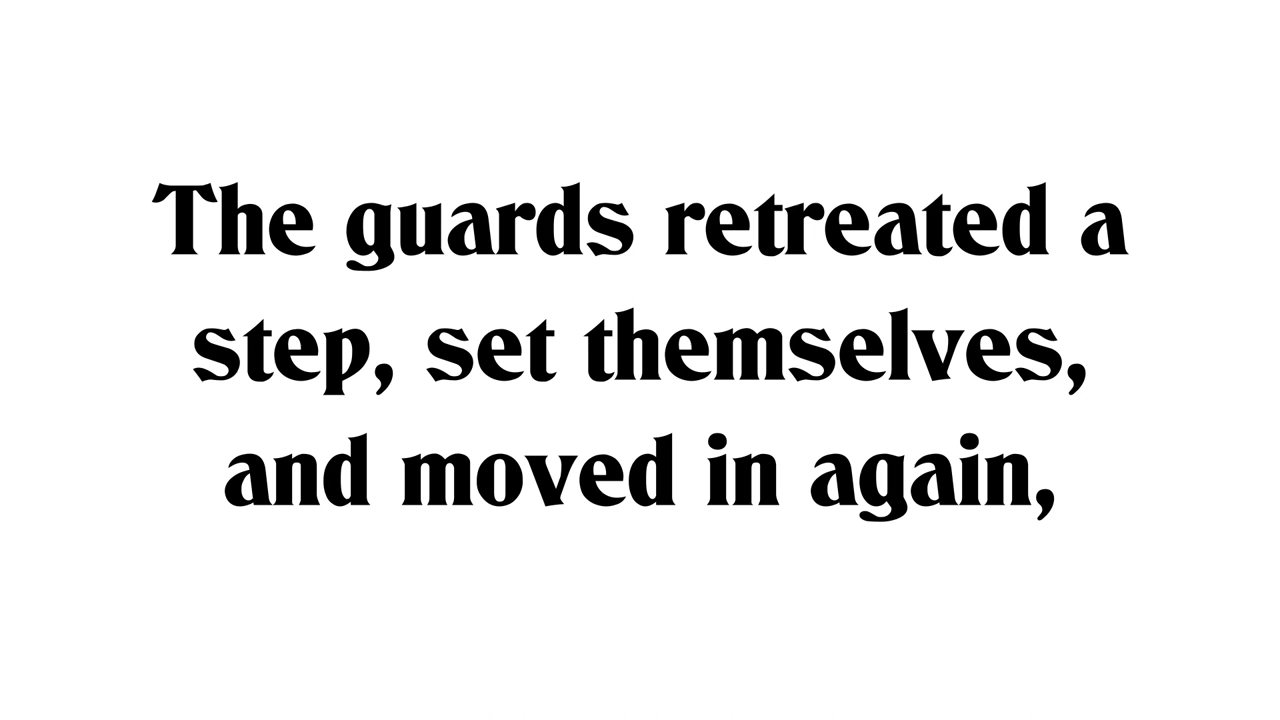 The guards retreated a
step, set themselves,
and moved in again,